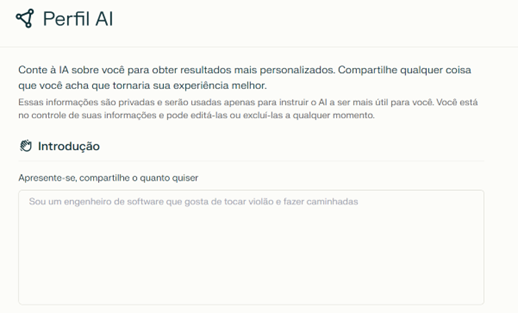 Perfil AI
Conte à IA sobre você para obter resultados mais personalizados. Compartilhe qualquer coisa
que você acha que tornaria sua experiência melhor.
Essas informações são privadas e serão usadas apenas para instruir o AI a ser mais útil para você. Você está
no controle de suas informações e pode editá-las ou excluí-las a qualquer momento.
Introdução
Apresente-se, compartilhe o quanto quiser
Sou um engenheiro de software que gosta de tocar violão e fazer caminhadas